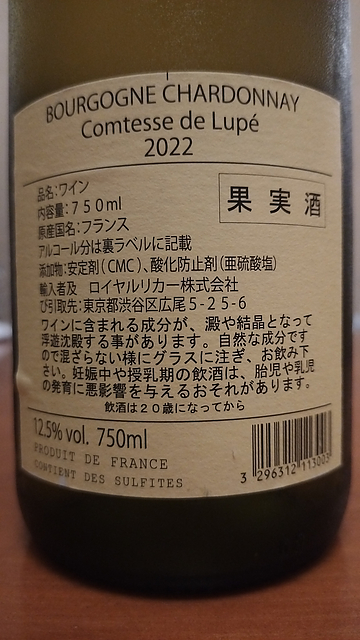 BOURGOGNE CHARDONNAY
Comtesse de Lupé
2022
品名:ワイン
内容量:750ml
果実酒
原産国名:フランス
アルコール分は裏ラベルに記載
添加物:安定剤(CMC)、酸化防止剤(亜硫酸塩)
輸入者及 ロイヤルリカー株式会社
び引取先:東京都渋谷区広尾5-25-6
ワインに含まれる成分が、澱や結晶となって
浮遊沈殿する事があります。自然な成分です
ので混ざらない様にグラスに注ぎ、お飲み下
さい。妊娠中や授乳期の飲酒は、胎児や乳児
の発育に悪影響を与えるおそれがあります。
飲酒は20歳になってから
12.5% vol. 750ml
PRODUIT DE FRANCE
CONTIENT DES SULFITES
3 296312 113003